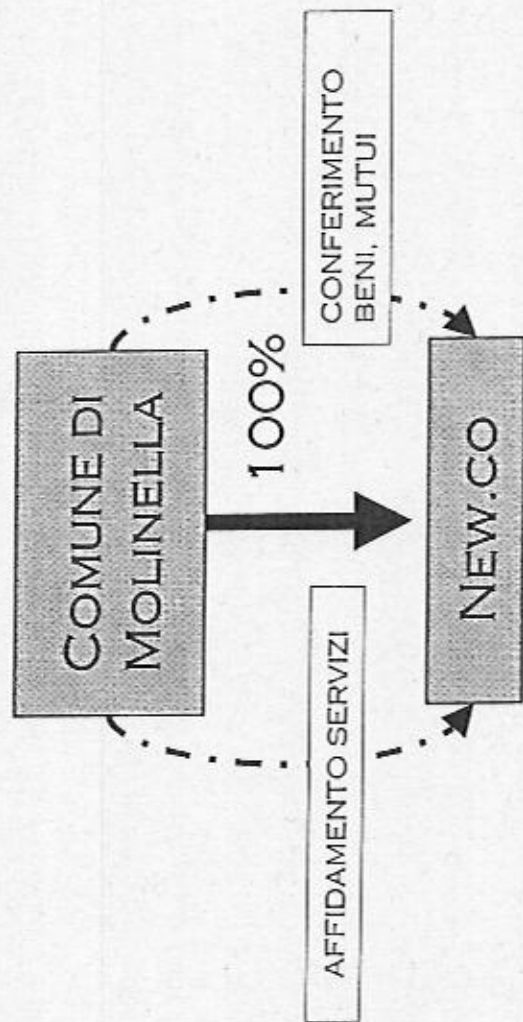 COMUNE DI
MOLINELLA
100%
AFFIDAMENTO SERVIZI
CONFERIMENTO
BENI, MUTUI
NEW.CO